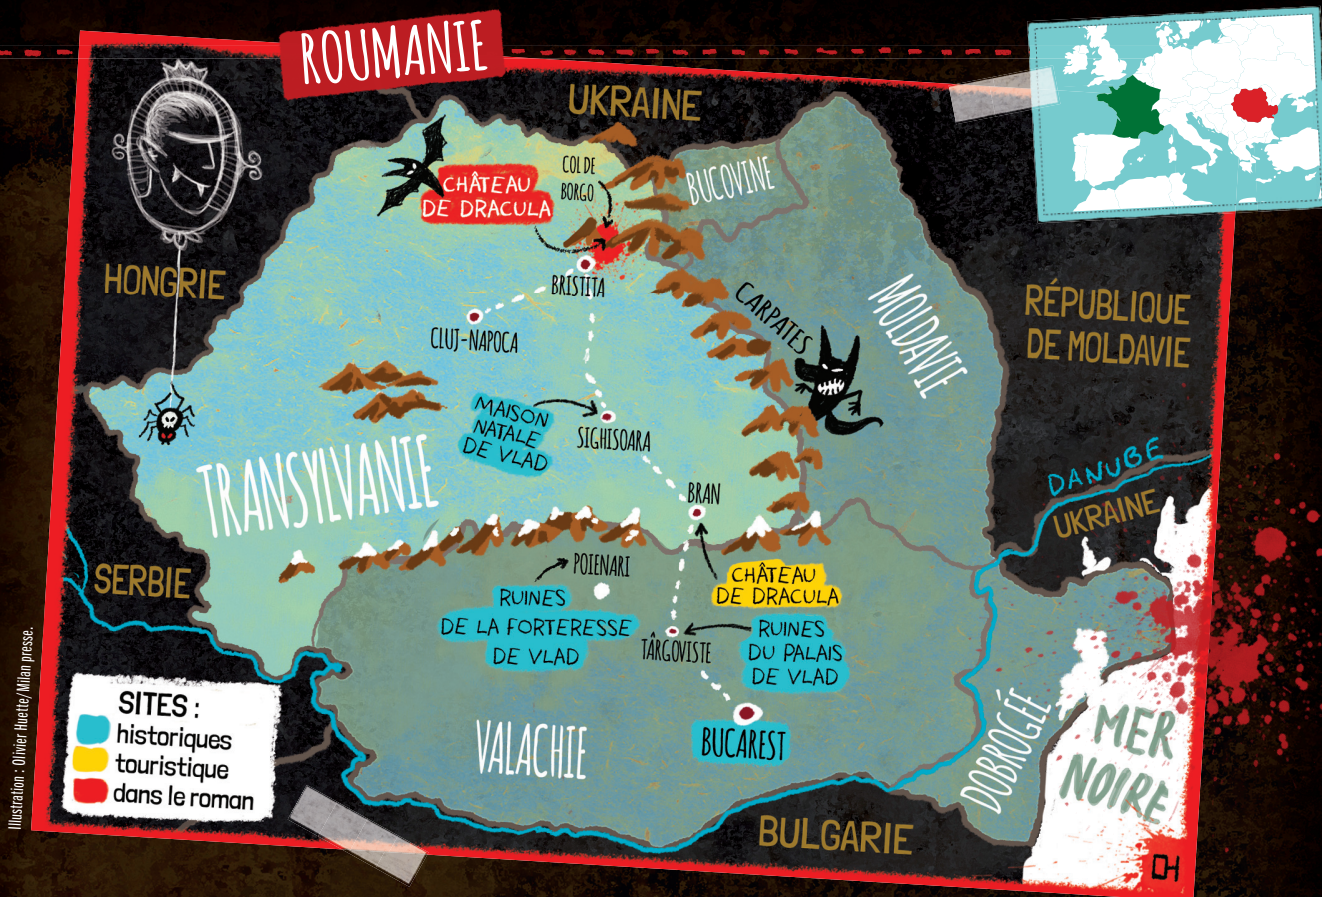 ROUMANIE
UKRAINE
COL DE
BORGO
BUCOVINE
CHÂTEAU
DE DRACULA
HONGRIE
BRISTITA
CLUJ-NAPOCA
CARPATES
MOLDAVIE
RÉPUBLIQUE
DE MOLDAVIE
MAISON
NATALE
DE VLAD
SIGHISOARA
TRANSYLVANIE
BRAN
DANUBE
UKRAINE
SERBIE
POIENARI
CHÂTEAU
DE DRACULA
RUINES
DE LA FORTERESSE
DE VLAD
TÂRGOVISTE
RUINES
DU PALAIS
DE VLAD
BUCAREST
VALACHIE
DOBROGÉE
MER
NOIRE
BULGARIE
SITES :
historiques
touristique
dans le roman
Illustration : Olivier Huette/Milan presse.
OH